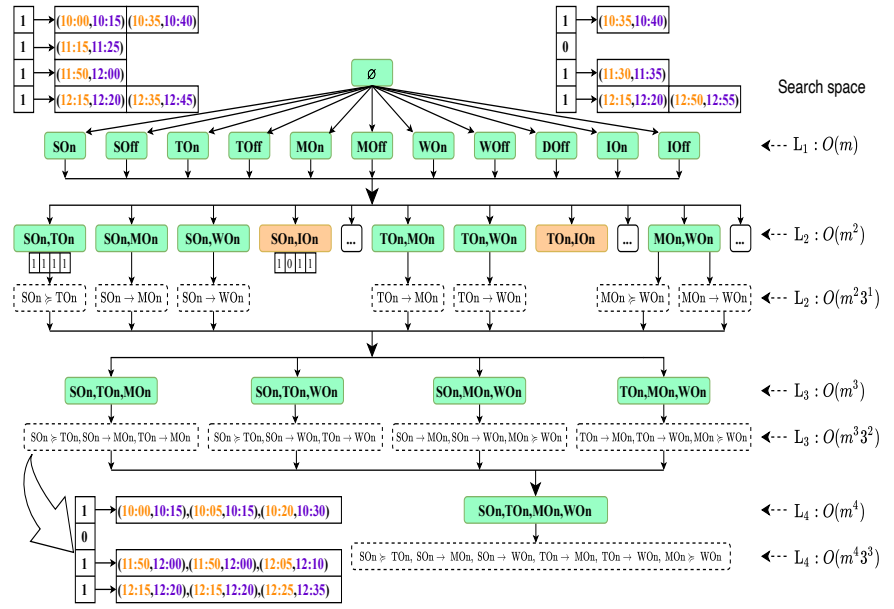 1 (10:00,10:15) (10:35,10:40)
1 (11:15,11:25)
1 (11:50,12:00)
1 (12:15,12:20) (12:35,12:45)
1 (10:35,10:40)
0
1 (11:30,11:35)
1 (12:15,12:20) (12:50,12:55)
∅
Search space
SOn SOff TOn TOff MOn MOff WOn WOff DOff IOn IOff
L₁ : O(m)
SOn,TOn SOn,MOn SOn,WOn SOn,IOn ... TOn,MOn TOn,WOn TOn,IOn ... MOn,WOn ...
L₂ : O(m²)
1 1 1 1
1 0 1 1
SOn ≽ TOn SOn → MOn SOn → WOn TOn → MOn TOn → WOn MOn ≽ WOn MOn → WOn
L₂ : O(m²3¹)
SOn,TOn,MOn SOn,TOn,WOn SOn,MOn,WOn TOn,MOn,WOn
L₃ : O(m³)
SOn ≽ TOn, SOn → MOn, TOn → MOn
SOn ≽ TOn, SOn → WOn, TOn → WOn
SOn → MOn, SOn → WOn, MOn ≽ WOn
TOn → MOn, TOn → WOn, MOn ≽ WOn
L₃ : O(m³3²)
1 (10:00,10:15),(10:05,10:15),(10:20,10:30)
0
1 (11:50,12:00),(11:50,12:00),(12:05,12:10)
1 (12:15,12:20),(12:15,12:20),(12:25,12:35)
SOn,TOn,MOn,WOn
L₄ : O(m⁴)
SOn ≽ TOn, SOn → MOn, SOn → WOn, TOn → MOn, TOn → WOn, MOn ≽ WOn
L₄ : O(m⁴3³)